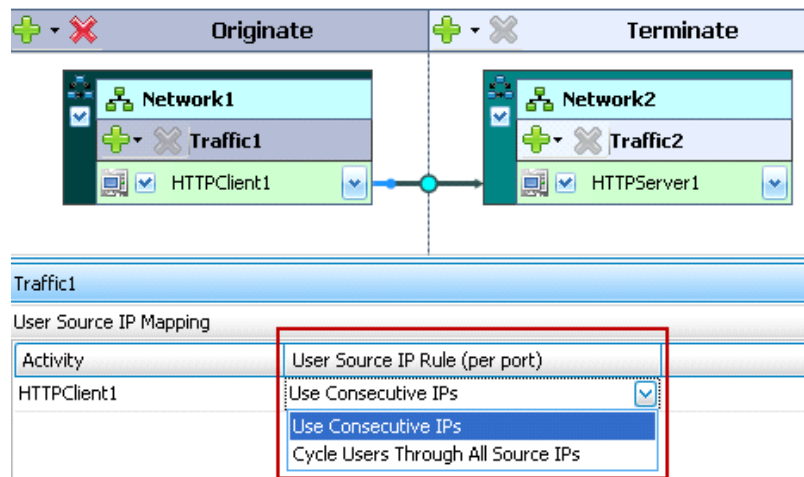 Originate Terminate
Network1 Network2
Traffic1 Traffic2
HTTPClient1 HTTPServer1
Traffic1
User Source IP Mapping
Activity User Source IP Rule (per port)
HTTPClient1 Use Consecutive IPs
Use Consecutive IPs
Cycle Users Through All Source IPs